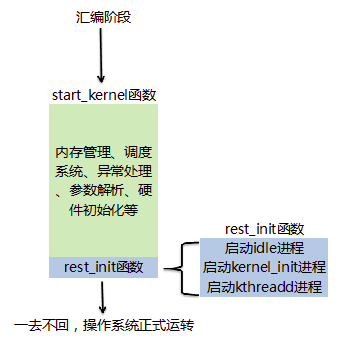 汇编阶段
start_kernel函数
内存管理、调度
系统、异常处理
、参数解析、硬
件初始化等
rest_init函数
rest_init函数
启动idle进程
启动kernel_init进程
启动kthreadd进程
一去不回，操作系统正式运转